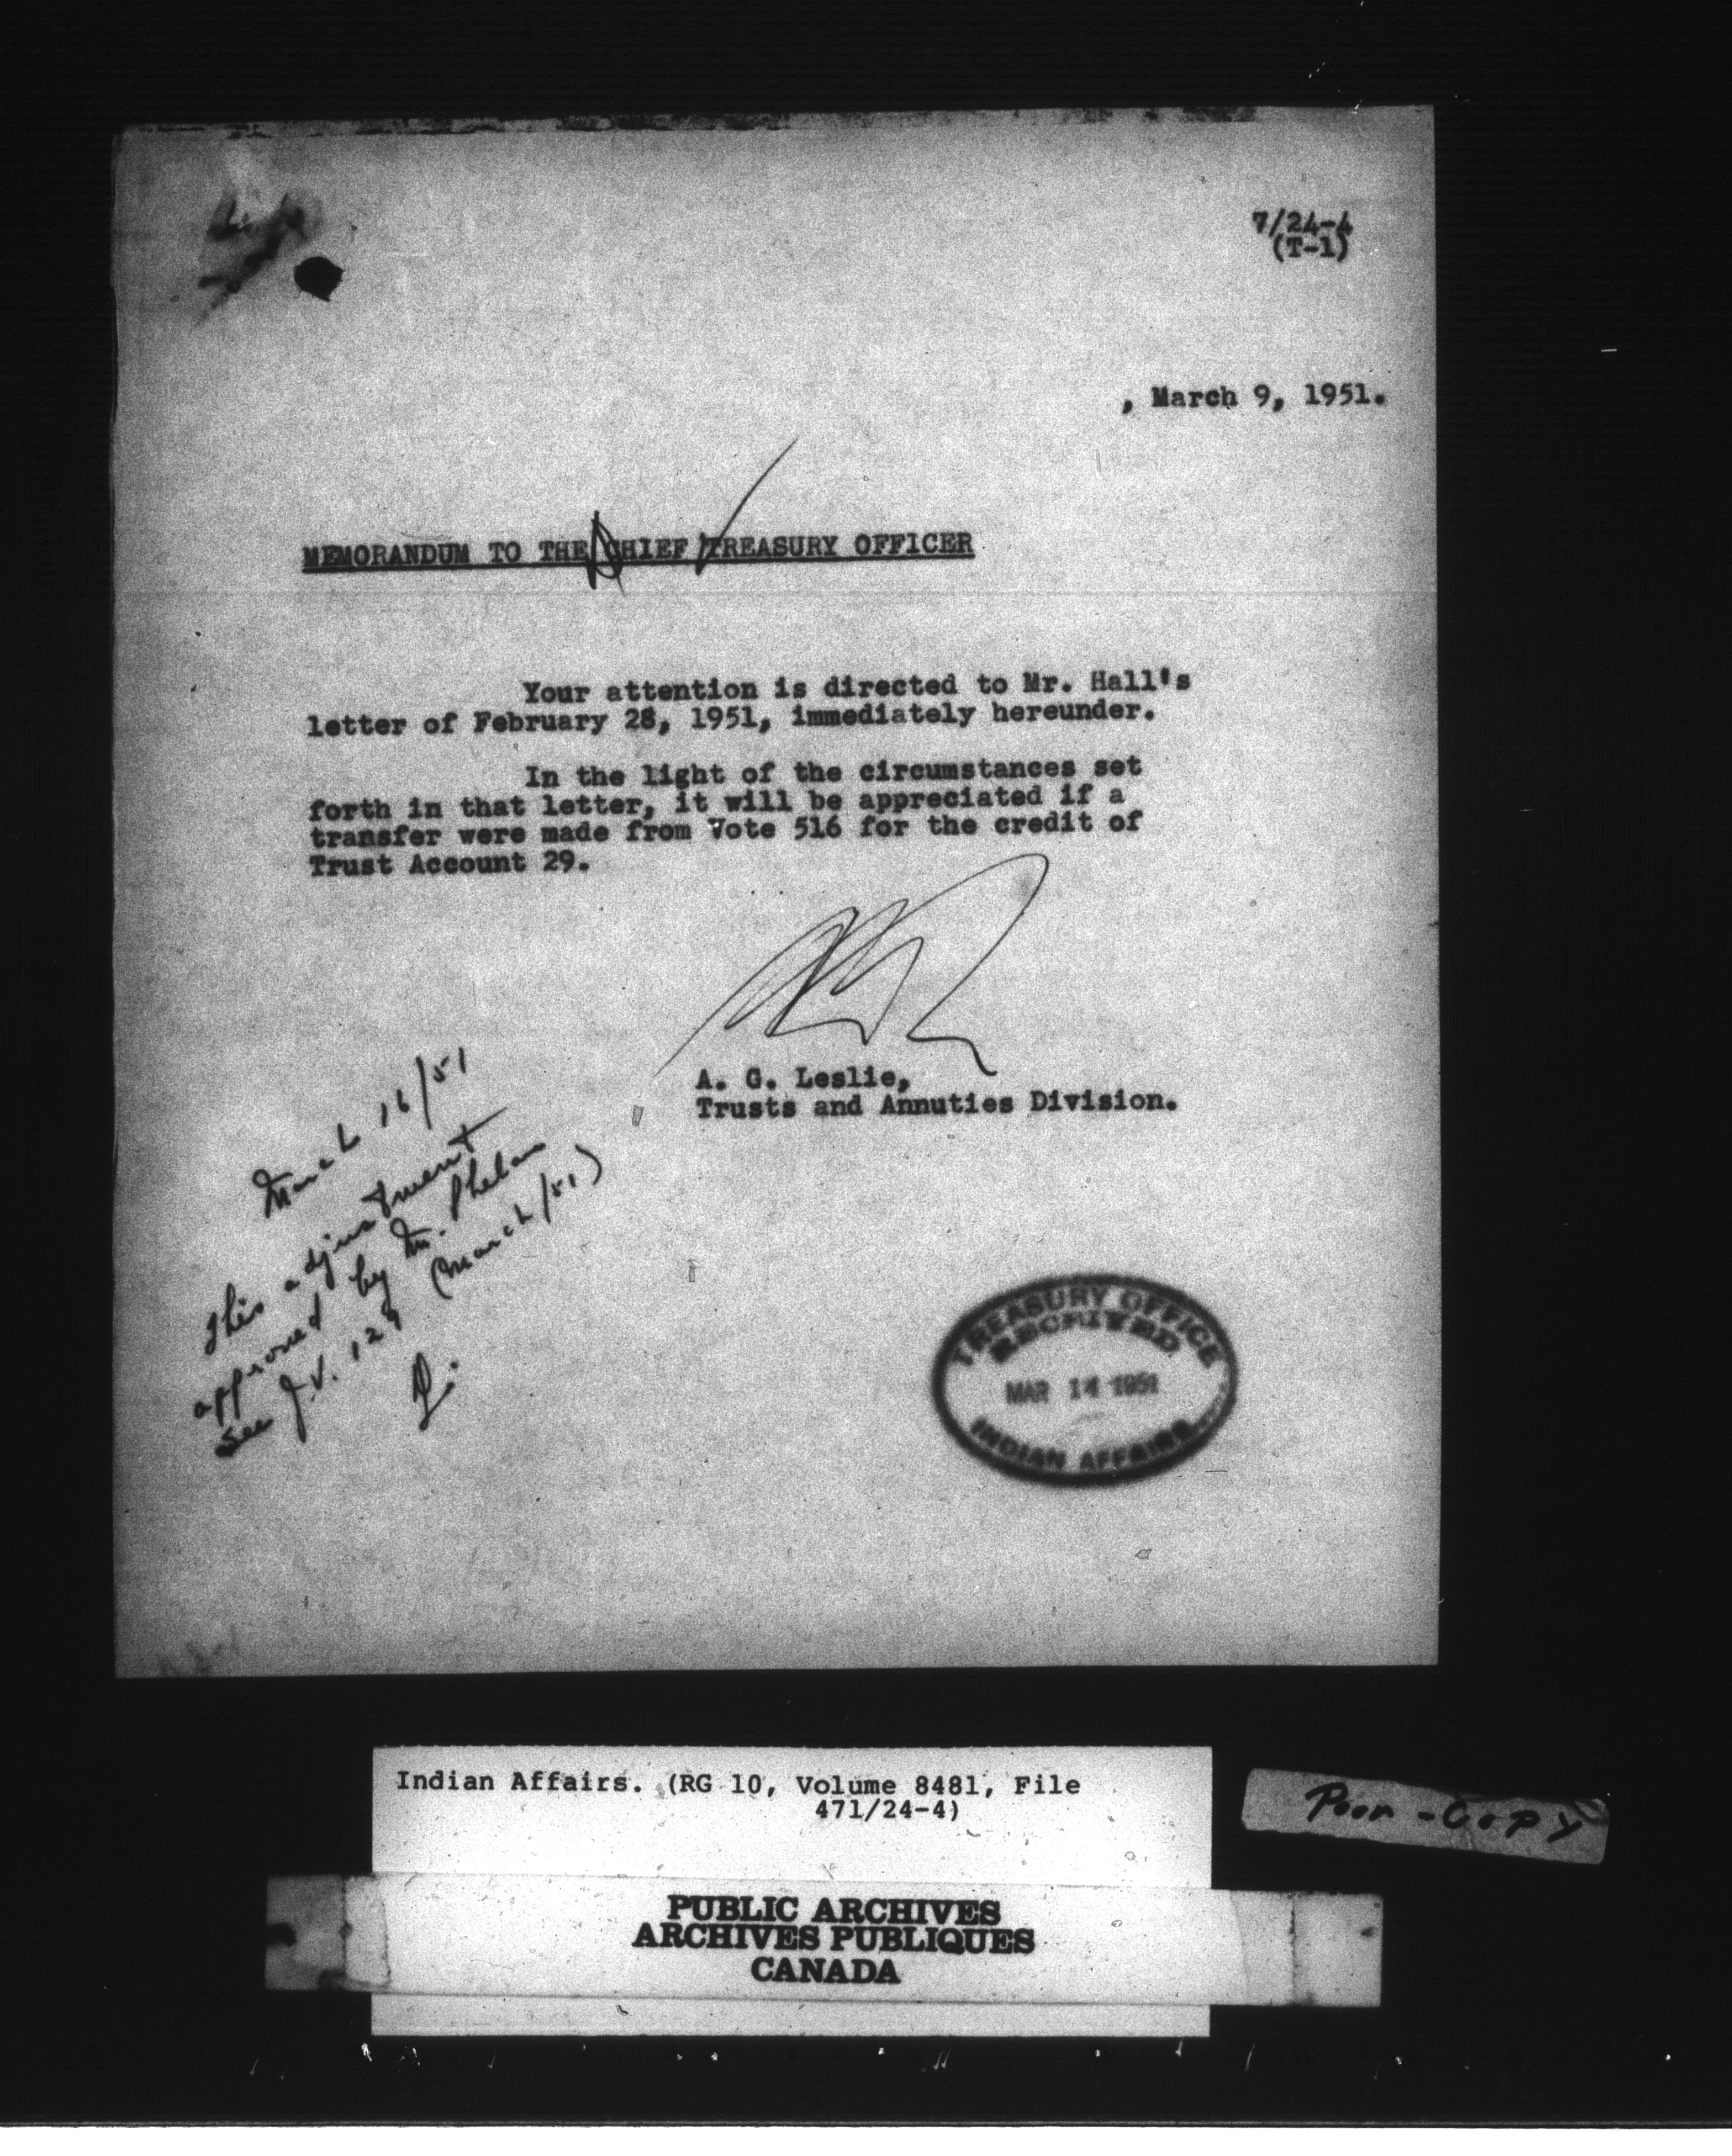 7/24-4
(T-1)
, March 9, 1951.
MEMORANDUM TO THE CHIEF TREASURY OFFICER
Your attention is directed to Mr. Hall's
letter of February 28, 1951, immediately hereunder.
In the light of the circumstances set
forth in that letter, it will be appreciated if a
transfer were made from Vote 516 for the credit of
Trust Account 29.
A. G. Leslie,
Trusts and Annuties Division.
March 16/51
This adjustment
approved by Mr. Phelan
See J.V. 129 (March/51)
TREASURY OFFICE
RECEIVED
MAR 14 1951
INDIAN AFFAIRS
Indian Affairs. (RG 10, Volume 8481, File
471/24-4)
Poor-Copy
PUBLIC ARCHIVES
ARCHIVES PUBLIQUES
CANADA